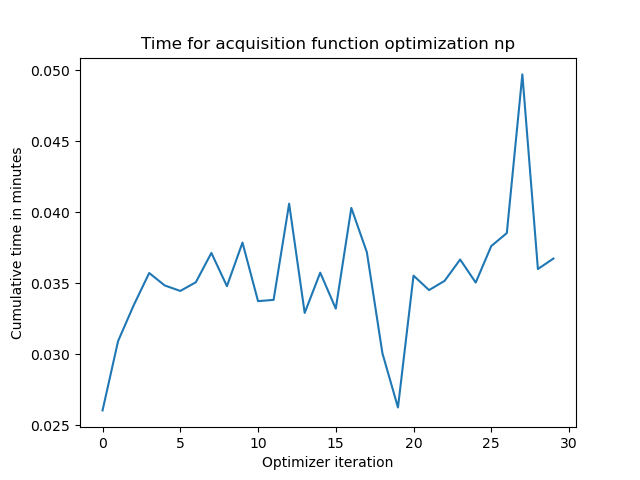 Time for acquisition function optimization np
Cumulative time in minutes
0.050
0.045
0.040
0.035
0.030
0.025
0 5 10 15 20 25 30
Optimizer iteration